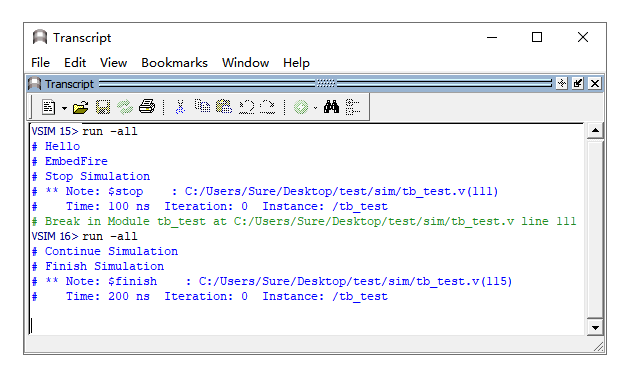 Transcript
File Edit View Bookmarks Window Help
Transcript
VSIM 15> run -all
# Hello
# EmbedFire
# Stop Simulation
# ** Note: $stop    : C:/Users/Sure/Desktop/test/sim/tb_test.v(111)
#    Time: 100 ns  Iteration: 0  Instance: /tb_test
# Break in Module tb_test at C:/Users/Sure/Desktop/test/sim/tb_test.v line 111
VSIM 16> run -all
# Continue Simulation
# Finish Simulation
# ** Note: $finish    : C:/Users/Sure/Desktop/test/sim/tb_test.v(115)
#    Time: 200 ns  Iteration: 0  Instance: /tb_test